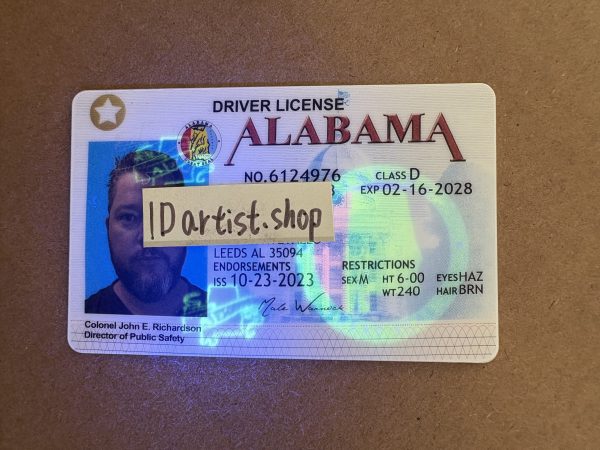 DRIVER LICENSE
ALABAMA
NO.6124976 CLASS D
EXP 02-16-2028
IDartist.shop
LEEDS AL 35094
ENDORSEMENTS RESTRICTIONS
ISS 10-23-2023 SEX M HT 6-00 EYES HAZ
WT 240 HAIR BRN
Colonel John E. Richardson
Director of Public Safety